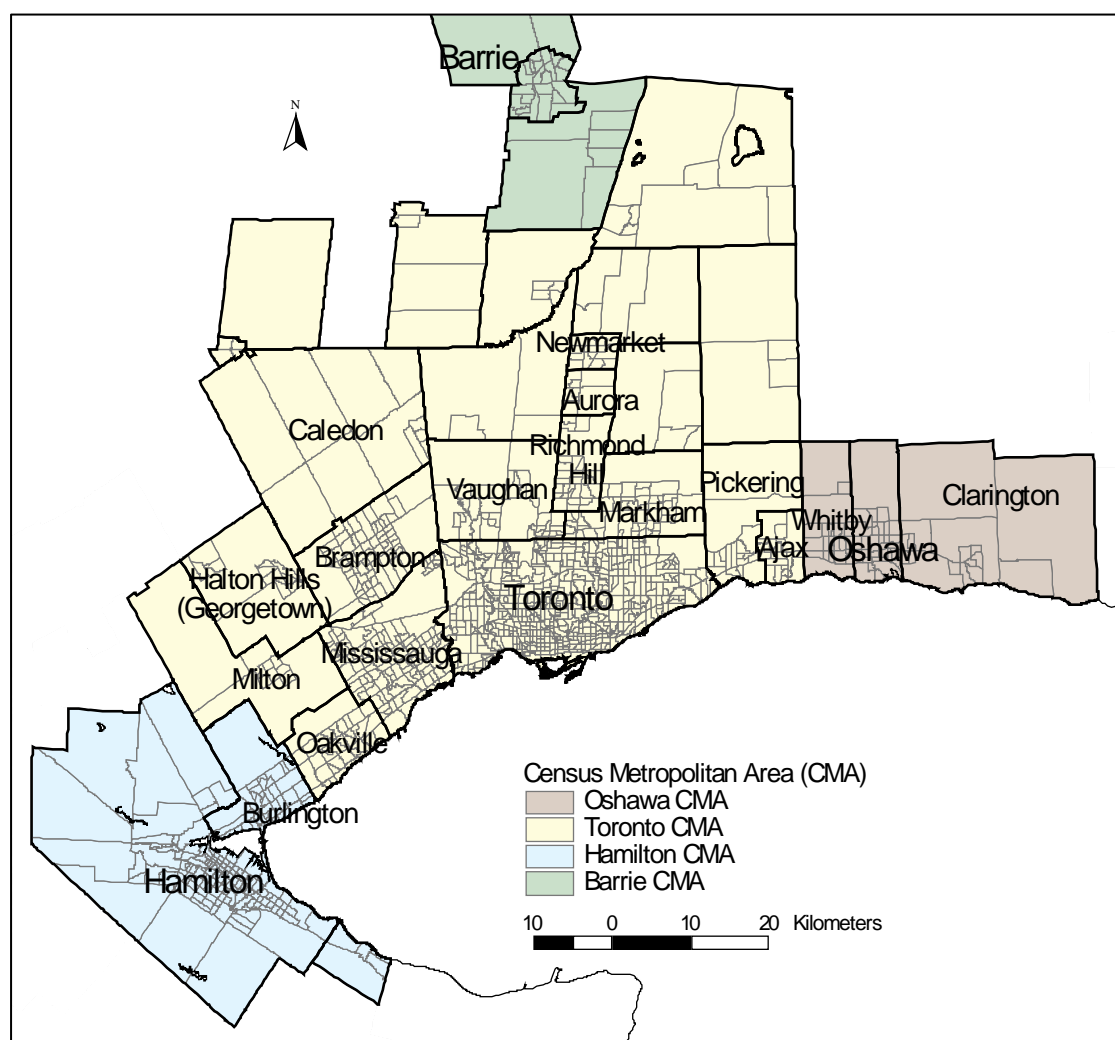 Barrie
N
Newmarket
Aurora
Caledon
Richmond
Hill
Vaughan
Pickering
Clarington
Markham
Whitby
Ajax
Oshawa
Brampton
Halton Hills
(Georgetown)
Toronto
Mississauga
Milton
Oakville
Census Metropolitan Area (CMA)
Oshawa CMA
Toronto CMA
Hamilton CMA
Barrie CMA
Burlington
Hamilton
10 0 10 20 Kilometers